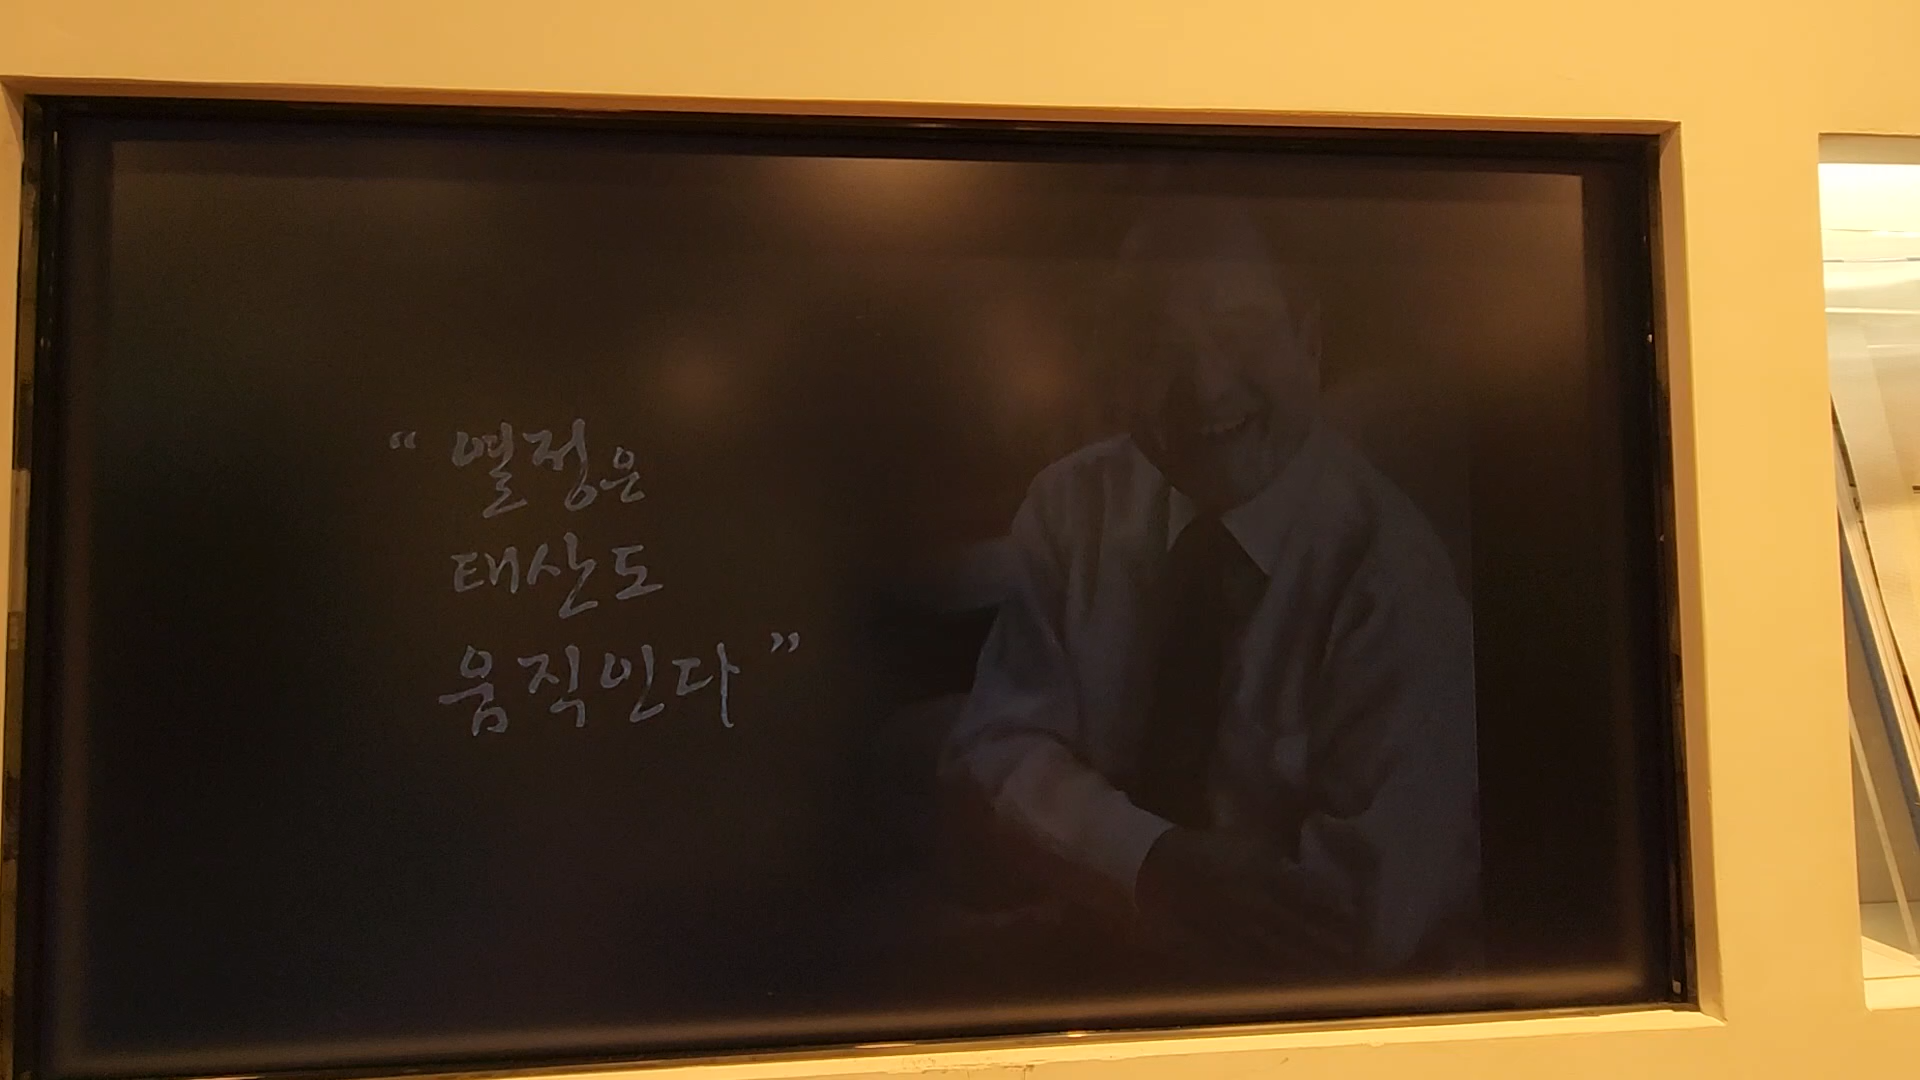 “ 열정은
태산도
움직인다 ”